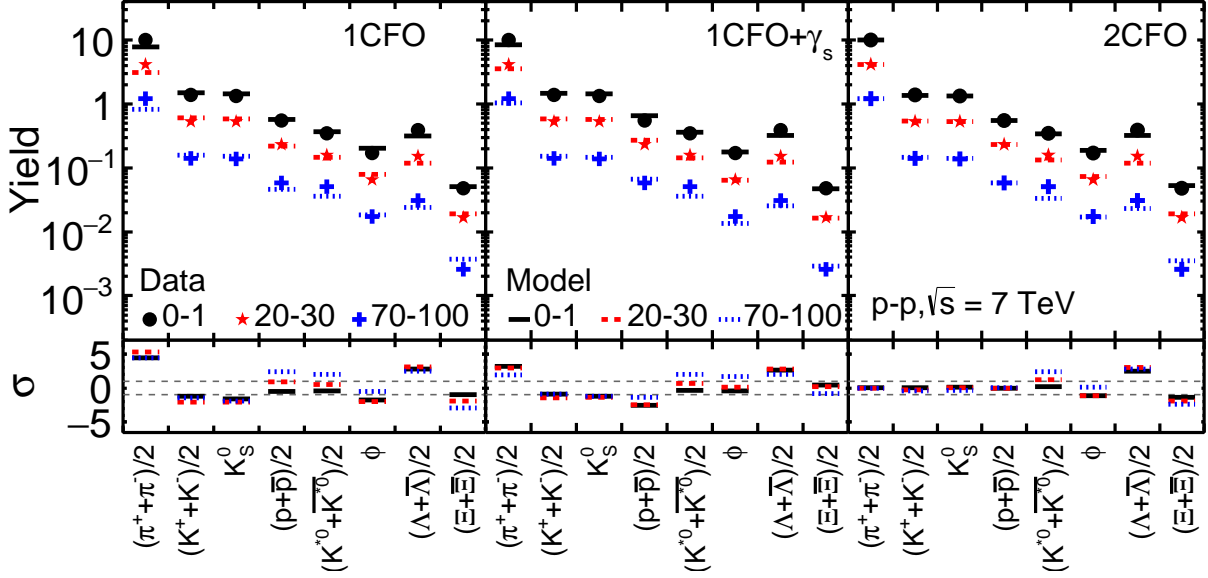 1CFO
1CFO+γs
2CFO
Yield
10
1
10⁻¹
10⁻²
10⁻³
Data
0-1 20-30 70-100
Model
0-1 20-30 70-100
p-p, √s = 7 TeV
σ
5
0
−5
(π⁺+π⁻)/2
(K⁺+K⁻)/2
K⁰S
(p+p̅)/2
(K*⁰+K̅*̅⁰̅)/2
ϕ
(Λ+Λ̅)/2
(Ξ+Ξ̅)/2
(π⁺+π⁻)/2
(K⁺+K⁻)/2
K⁰S
(p+p̅)/2
(K*⁰+K̅*̅⁰̅)/2
ϕ
(Λ+Λ̅)/2
(Ξ+Ξ̅)/2
(π⁺+π⁻)/2
(K⁺+K⁻)/2
K⁰S
(p+p̅)/2
(K*⁰+K̅*̅⁰̅)/2
ϕ
(Λ+Λ̅)/2
(Ξ+Ξ̅)/2